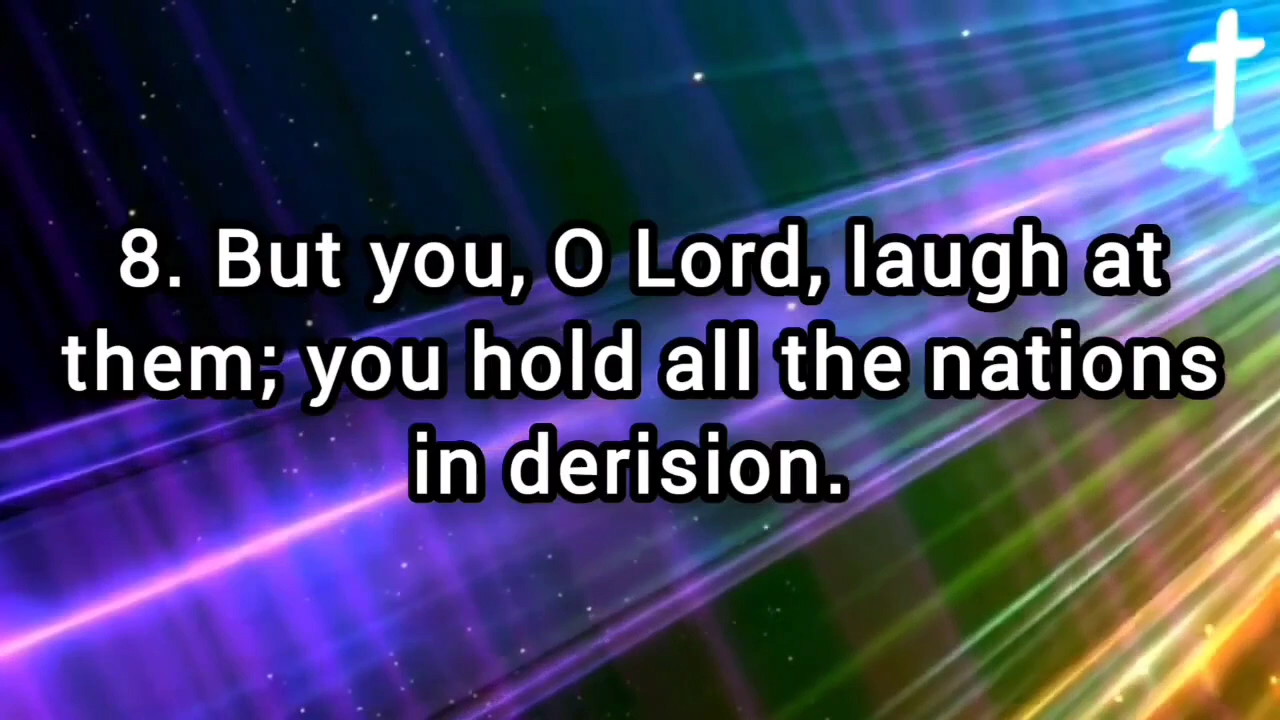 8. But you, O Lord, laugh at
them; you hold all the nations
in derision.